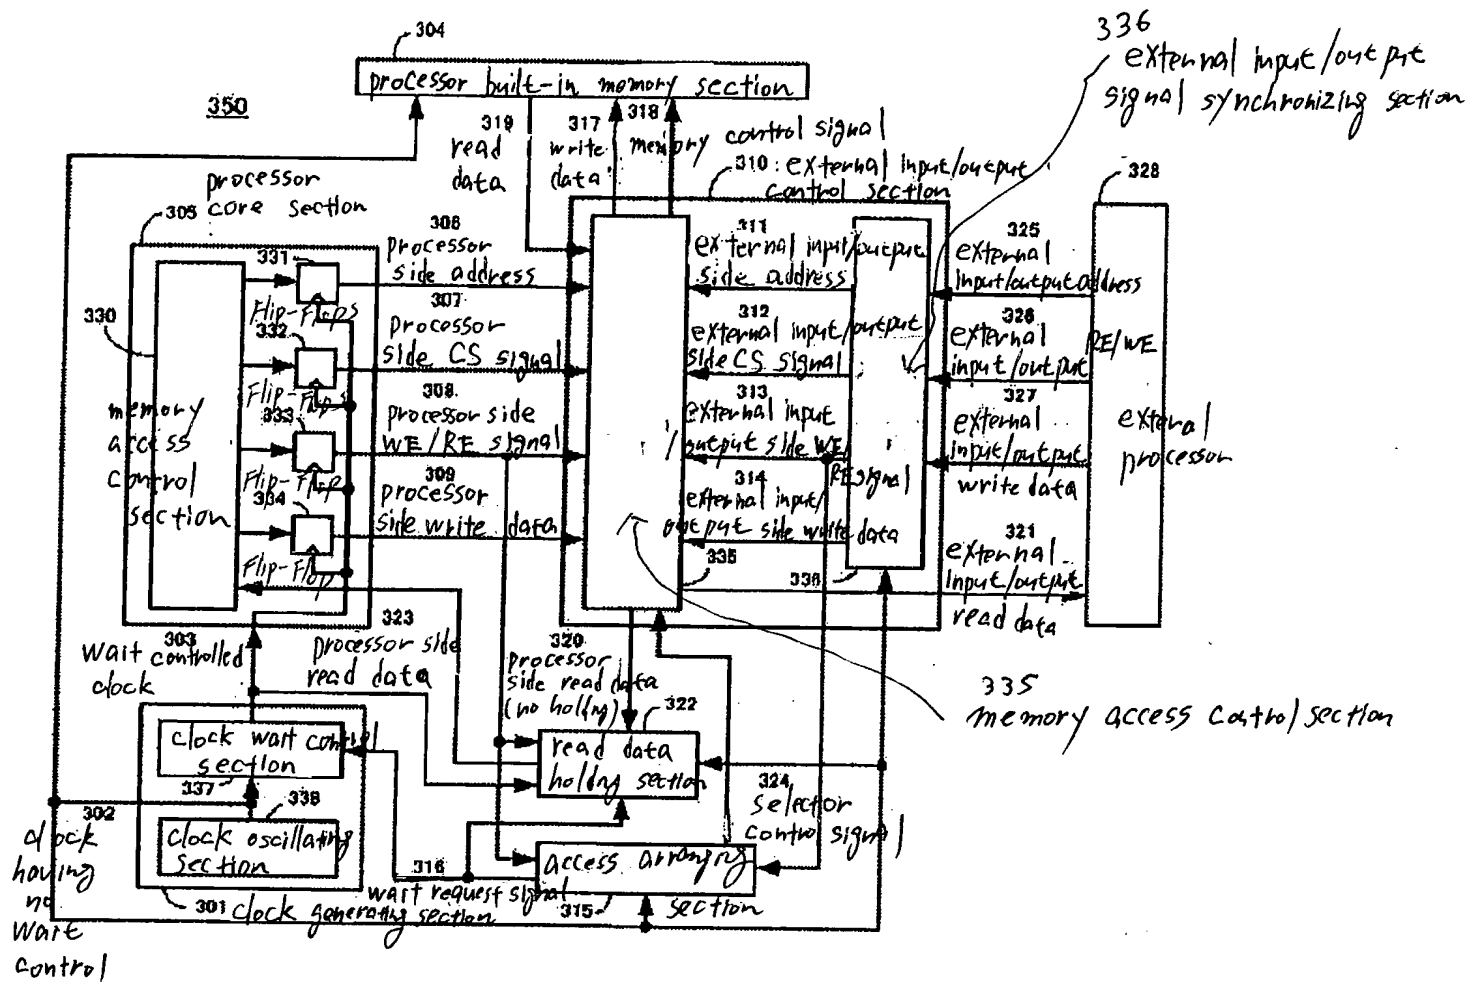 304
processor built-in memory section
350
336
external input/output
signal synchronizing section
319
read
data
317
write
data
318
memory control signal
310: external input/output
control section
328
processor
core section
305
306
processor
side address
331
Flip-Flops
307
processor
side CS signal
330
332
Flip-Flops
308
processor side
WE/RE signal
333
memory
access
control
section
Flip-Flop
309
processor
side write data
334
Flip-Flop
311
external input/output
side address
312
external input/output
side CS signal
313
external input
/output side WE/
RE signal
314
external input/
output side write data
335
336
325
external
input/output address
326
external
input/output
RE/WE
327
external
input/output
write data
321
external
input/output
read data
external
processor
303
wait controlled
clock
323
processor side
read data
320
processor
side read data
(no holding)
322
read data
holdng section
335
memory access control section
clock wait control
section
337
338
clock oscillating
section
302
clock
having
no
wait
control
301 clock generating section
316
wait request signal
324
selector
control signal
access arranging
section
315